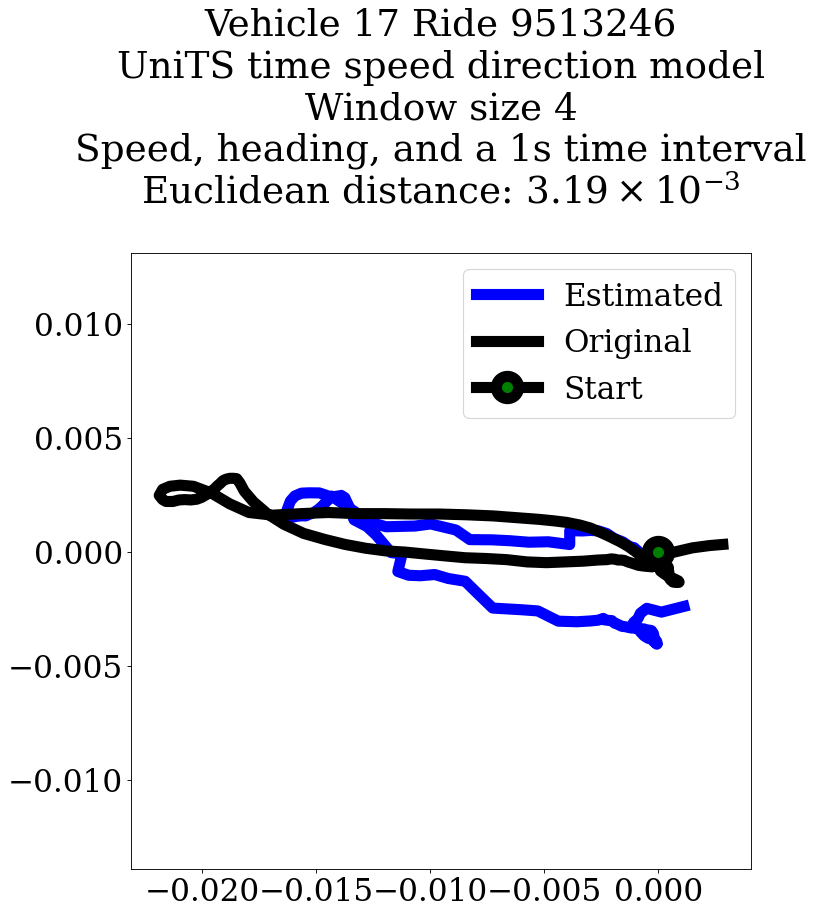 Vehicle 17 Ride 9513246
UniTS time speed direction model
Window size 4
Speed, heading, and a 1s time interval
Euclidean distance: 3.19 × 10⁻³
Estimated
Original
Start
0.010
0.005
0.000
−0.005
−0.010
−0.020 −0.015 −0.010 −0.005 0.000